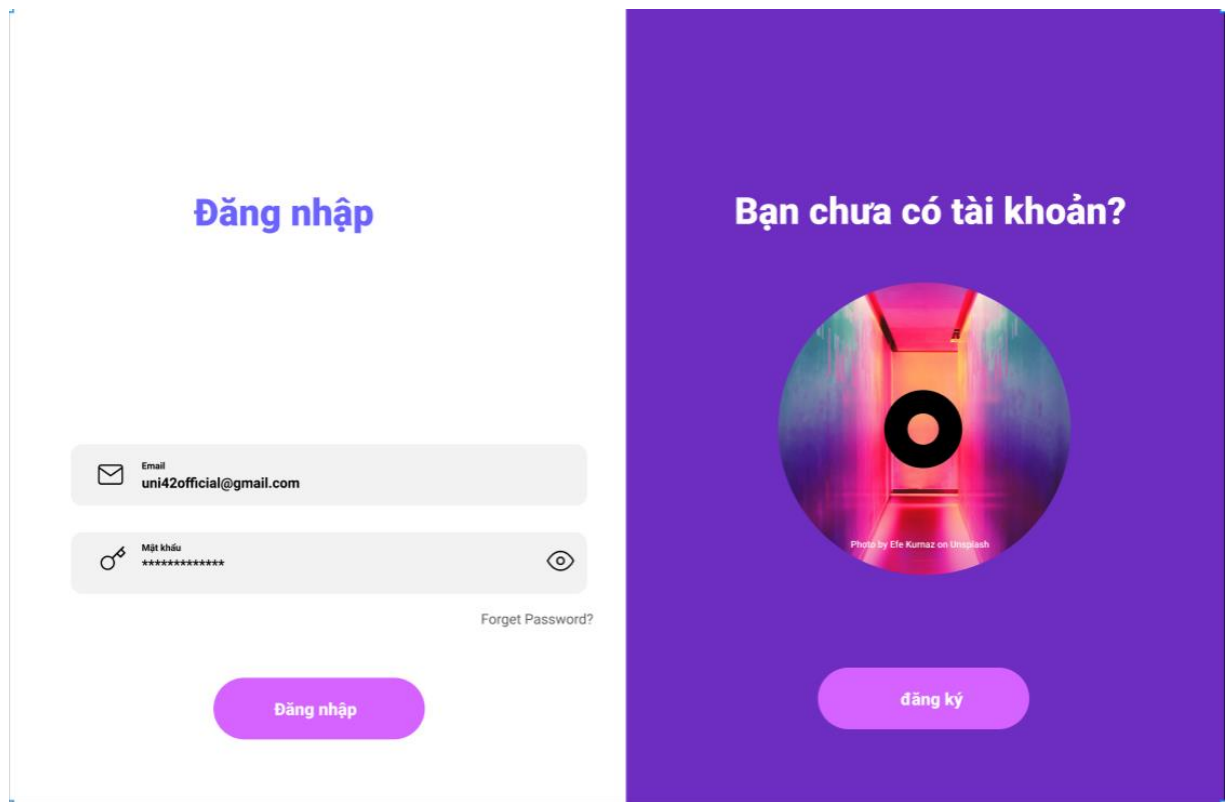 Đăng nhập
Email
uni42official@gmail.com
Mật khẩu
*************
Forget Password?
Đăng nhập
Bạn chưa có tài khoản?
Photo by Efe Kurnaz on Unsplash
đăng ký